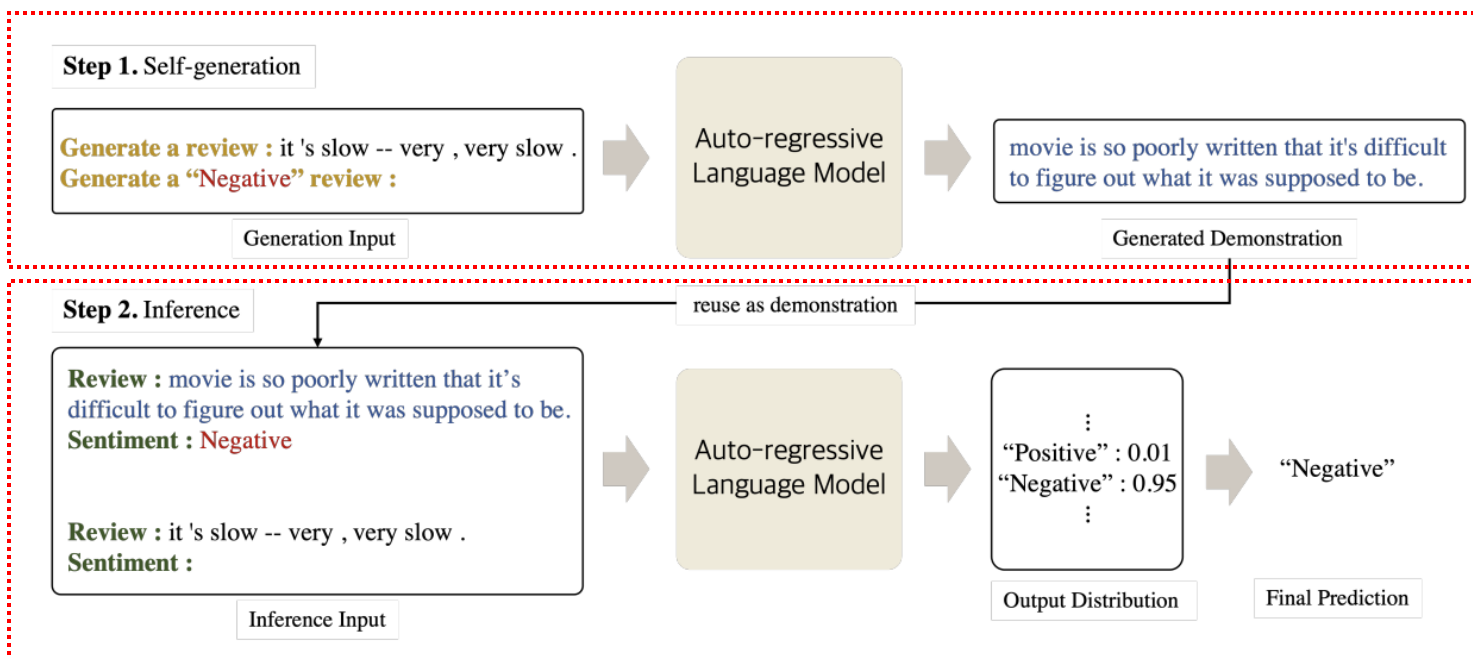 Step 1. Self-generation
Generate a review : it 's slow -- very , very slow .
Generate a “Negative” review :
Generation Input
Auto-regressive
Language Model
movie is so poorly written that it's difficult
to figure out what it was supposed to be.
Generated Demonstration
reuse as demonstration
Step 2. Inference
Review : movie is so poorly written that it’s
difficult to figure out what it was supposed to be.
Sentiment : Negative
Review : it 's slow -- very , very slow .
Sentiment :
Inference Input
Auto-regressive
Language Model
⋮
“Positive” : 0.01
“Negative” : 0.95
⋮
Output Distribution
“Negative”
Final Prediction